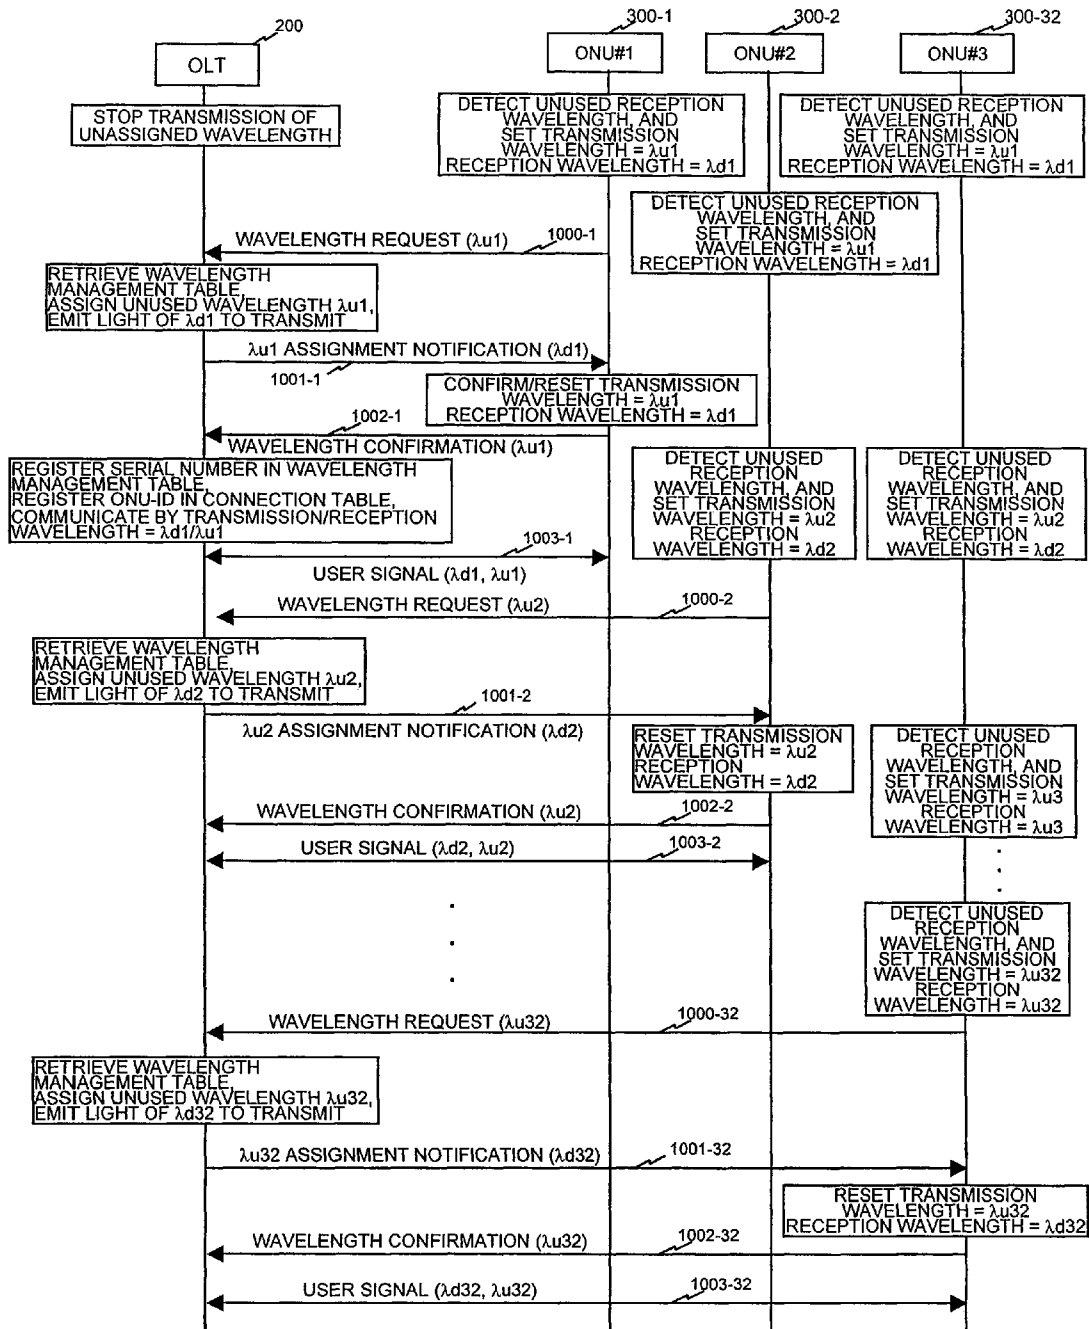 200
300-1
300-2
300-32
OLT
ONU#1
ONU#2
ONU#3
STOP TRANSMISSION OF
UNASSIGNED WAVELENGTH
DETECT UNUSED RECEPTION
WAVELENGTH, AND
SET TRANSMISSION
WAVELENGTH = λu1
RECEPTION WAVELENGTH = λd1
DETECT UNUSED RECEPTION
WAVELENGTH, AND
SET TRANSMISSION
WAVELENGTH = λu1
RECEPTION WAVELENGTH = λd1
DETECT UNUSED RECEPTION
WAVELENGTH, AND
SET TRANSMISSION
WAVELENGTH = λu1
RECEPTION WAVELENGTH = λd1
WAVELENGTH REQUEST (λu1)
1000-1
RETRIEVE WAVELENGTH
MANAGEMENT TABLE,
ASSIGN UNUSED WAVELENGTH λu1,
EMIT LIGHT OF λd1 TO TRANSMIT
λu1 ASSIGNMENT NOTIFICATION (λd1)
1001-1
CONFIRM/RESET TRANSMISSION
WAVELENGTH = λu1
RECEPTION WAVELENGTH = λd1
1002-1
WAVELENGTH CONFIRMATION (λu1)
REGISTER SERIAL NUMBER IN WAVELENGTH
MANAGEMENT TABLE,
REGISTER ONU-ID IN CONNECTION TABLE,
COMMUNICATE BY TRANSMISSION/RECEPTION
WAVELENGTH = λd1/λu1
DETECT UNUSED
RECEPTION
WAVELENGTH, AND
SET TRANSMISSION
WAVELENGTH = λu2
RECEPTION
WAVELENGTH = λd2
DETECT UNUSED
RECEPTION
WAVELENGTH, AND
SET TRANSMISSION
WAVELENGTH = λu2
RECEPTION
WAVELENGTH = λd2
1003-1
USER SIGNAL (λd1, λu1)
WAVELENGTH REQUEST (λu2)
1000-2
RETRIEVE WAVELENGTH
MANAGEMENT TABLE,
ASSIGN UNUSED WAVELENGTH λu2,
EMIT LIGHT OF λd2 TO TRANSMIT
1001-2
λu2 ASSIGNMENT NOTIFICATION (λd2)
RESET TRANSMISSION
WAVELENGTH = λu2
RECEPTION
WAVELENGTH = λd2
DETECT UNUSED
RECEPTION
WAVELENGTH, AND
SET TRANSMISSION
WAVELENGTH = λu3
RECEPTION
WAVELENGTH = λu3
WAVELENGTH CONFIRMATION (λu2)
1002-2
USER SIGNAL (λd2, λu2)
1003-2
DETECT UNUSED
RECEPTION
WAVELENGTH, AND
SET TRANSMISSION
WAVELENGTH = λu32
RECEPTION
WAVELENGTH = λu32
WAVELENGTH REQUEST (λu32)
1000-32
RETRIEVE WAVELENGTH
MANAGEMENT TABLE,
ASSIGN UNUSED WAVELENGTH λu32,
EMIT LIGHT OF λd32 TO TRANSMIT
λu32 ASSIGNMENT NOTIFICATION (λd32)
1001-32
RESET TRANSMISSION
WAVELENGTH = λu32
RECEPTION WAVELENGTH = λd32
WAVELENGTH CONFIRMATION (λu32)
1002-32
USER SIGNAL (λd32, λu32)
1003-32